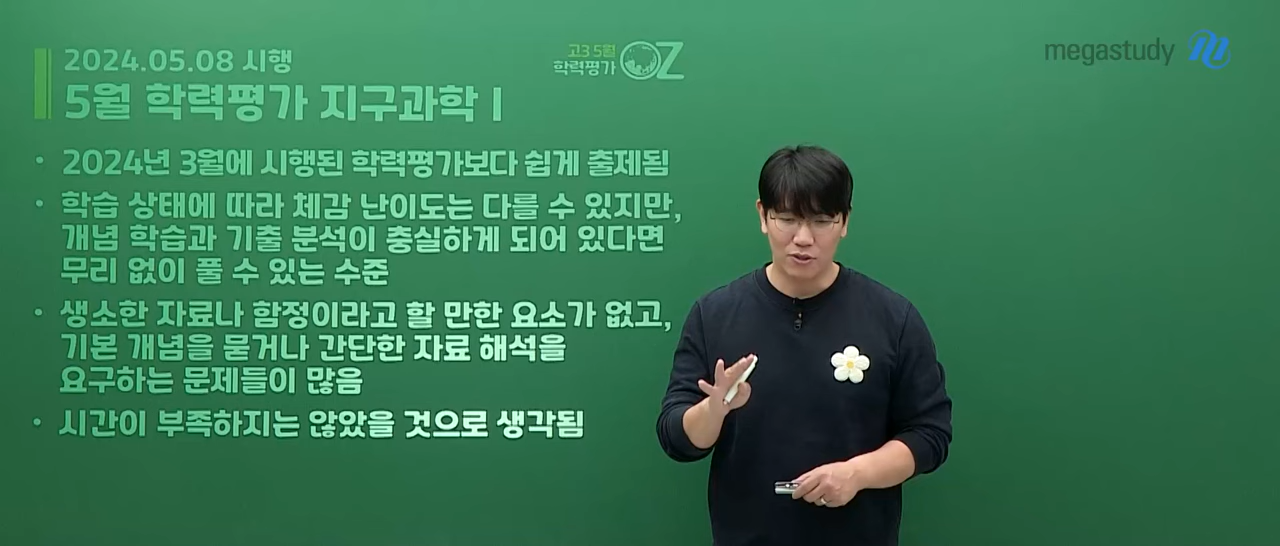 2024.05.08 시행
5월 학력평가 지구과학 I
고3 5월
학력평가 OZ
megastudy
• 2024년 3월에 시행된 학력평가보다 쉽게 출제됨
• 학습 상태에 따라 체감 난이도는 다를 수 있지만,
개념 학습과 기출 분석이 충실하게 되어 있다면
무리 없이 풀 수 있는 수준
• 생소한 자료나 함정이라고 할 만한 요소가 없고,
기본 개념을 묻거나 간단한 자료 해석을
요구하는 문제들이 많음
• 시간이 부족하지는 않았을 것으로 생각됨